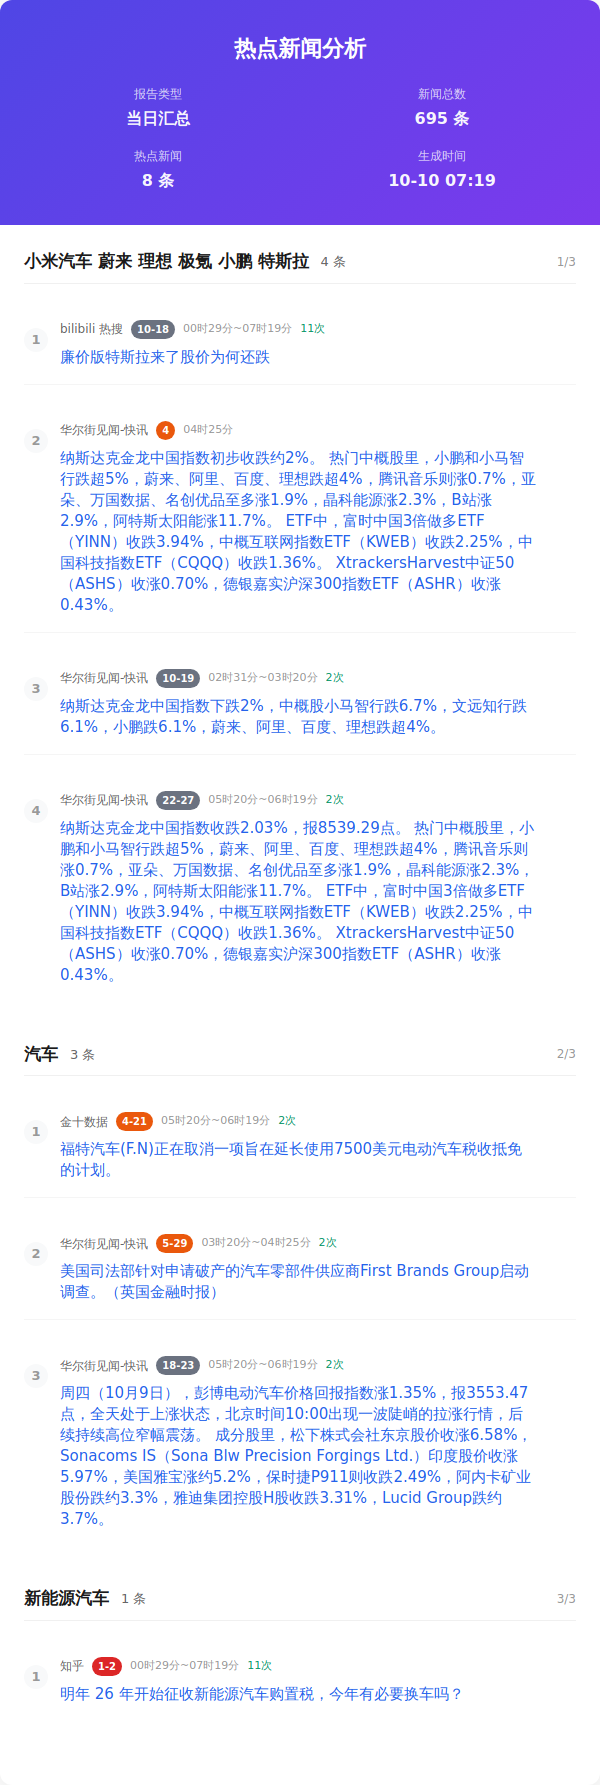 热点新闻分析
报告类型
当日汇总
新闻总数
695 条
热点新闻
8 条
生成时间
10-10 07:19
小米汽车 蔚来 理想 极氪 小鹏 特斯拉 4 条 1/3
1
bilibili 热搜 10-18 00时29分~07时19分 11次
廉价版特斯拉来了股价为何还跌
2
华尔街见闻-快讯 4 04时25分
纳斯达克金龙中国指数初步收跌约2%。 热门中概股里，小鹏和小马智
行跌超5%，蔚来、阿里、百度、理想跌超4%，腾讯音乐则涨0.7%，亚
朵、万国数据、名创优品至多涨1.9%，晶科能源涨2.3%，B站涨
2.9%，阿特斯太阳能涨11.7%。 ETF中，富时中国3倍做多ETF
（YINN）收跌3.94%，中概互联网指数ETF（KWEB）收跌2.25%，中
国科技指数ETF（CQQQ）收跌1.36%。 XtrackersHarvest中证50
（ASHS）收涨0.70%，德银嘉实沪深300指数ETF（ASHR）收涨
0.43%。
3
华尔街见闻-快讯 10-19 02时31分~03时20分 2次
纳斯达克金龙中国指数下跌2%，中概股小马智行跌6.7%，文远知行跌
6.1%，小鹏跌6.1%，蔚来、阿里、百度、理想跌超4%。
4
华尔街见闻-快讯 22-27 05时20分~06时19分 2次
纳斯达克金龙中国指数收跌2.03%，报8539.29点。 热门中概股里，小
鹏和小马智行跌超5%，蔚来、阿里、百度、理想跌超4%，腾讯音乐则
涨0.7%，亚朵、万国数据、名创优品至多涨1.9%，晶科能源涨2.3%，
B站涨2.9%，阿特斯太阳能涨11.7%。 ETF中，富时中国3倍做多ETF
（YINN）收跌3.94%，中概互联网指数ETF（KWEB）收跌2.25%，中
国科技指数ETF（CQQQ）收跌1.36%。 XtrackersHarvest中证50
（ASHS）收涨0.70%，德银嘉实沪深300指数ETF（ASHR）收涨
0.43%。
汽车 3 条 2/3
1
金十数据 4-21 05时20分~06时19分 2次
福特汽车(F.N)正在取消一项旨在延长使用7500美元电动汽车税收抵免
的计划。
2
华尔街见闻-快讯 5-29 03时20分~04时25分 2次
美国司法部针对申请破产的汽车零部件供应商First Brands Group启动
调查。（英国金融时报）
3
华尔街见闻-快讯 18-23 05时20分~06时19分 2次
周四（10月9日），彭博电动汽车价格回报指数涨1.35%，报3553.47
点，全天处于上涨状态，北京时间10:00出现一波陡峭的拉涨行情，后
续持续高位窄幅震荡。 成分股里，松下株式会社东京股价收涨6.58%，
Sonacoms IS（Sona Blw Precision Forgings Ltd.）印度股价收涨
5.97%，美国雅宝涨约5.2%，保时捷P911则收跌2.49%，阿内卡矿业
股份跌约3.3%，雅迪集团控股H股收跌3.31%，Lucid Group跌约
3.7%。
新能源汽车 1 条 3/3
1
知乎 1-2 00时29分~07时19分 11次
明年 26 年开始征收新能源汽车购置税，今年有必要换车吗？